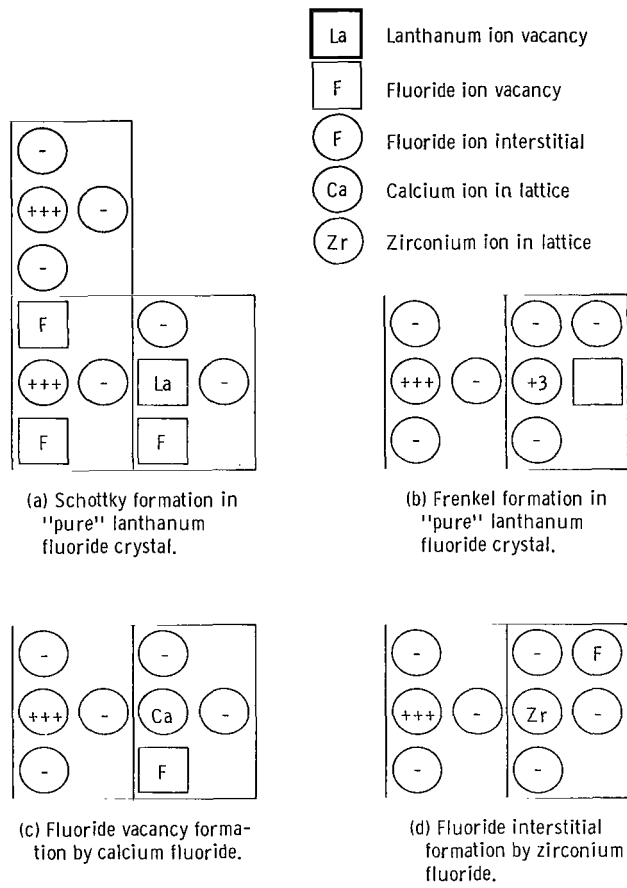 La Lanthanum ion vacancy
F Fluoride ion vacancy
F Fluoride ion interstitial
Ca Calcium ion in lattice
Zr Zirconium ion in lattice
-
+++ -
-
F -
+++ - La -
F F
(a) Schottky formation in
"pure" lanthanum
fluoride crystal.
- - -
+++ - +3
- -
(b) Frenkel formation in
"pure" lanthanum
fluoride crystal.
- -
+++ - Ca -
- F
(c) Fluoride vacancy forma-
tion by calcium fluoride.
- - F
+++ - Zr -
- -
(d) Fluoride interstitial
formation by zirconium
fluoride.